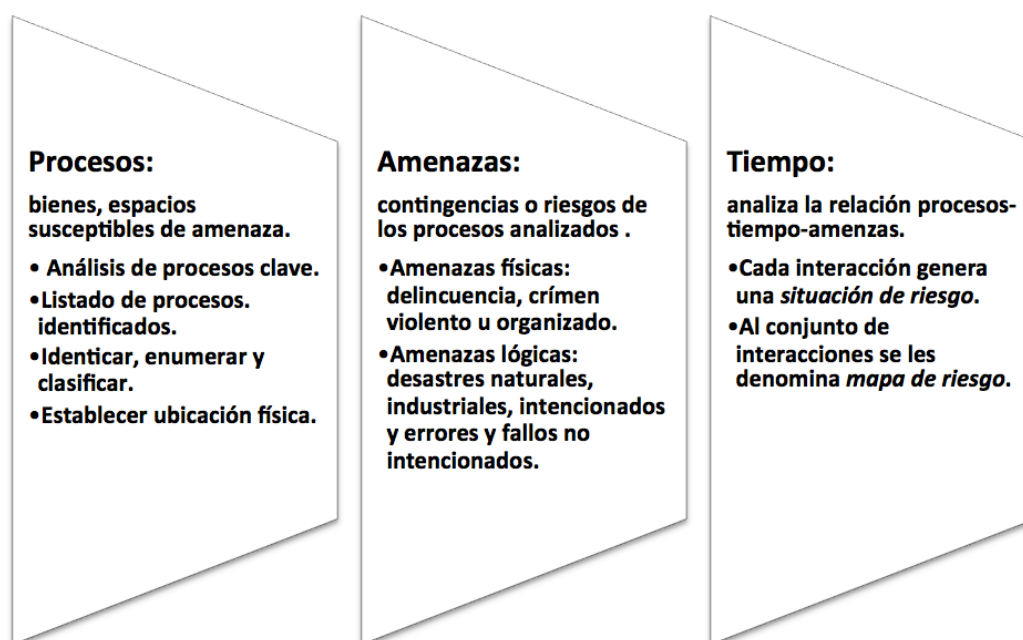 Procesos:
bienes, espacios
susceptibles de amenaza.
• Análisis de procesos clave.
•Listado de procesos.
identificados.
•Identicar, enumerar y
clasificar.
•Establecer ubicación física.
Amenazas:
contingencias o riesgos de
los procesos analizados .
•Amenazas físicas:
delincuencia, crímen
violento u organizado.
•Amenazas lógicas:
desastres naturales,
industriales, intencionados
y errores y fallos no
intencionados.
Tiempo:
analiza la relación procesos-
tiempo-amenzas.
•Cada interacción genera
una situación de riesgo.
•Al conjunto de
interacciones se les
denomina mapa de riesgo.